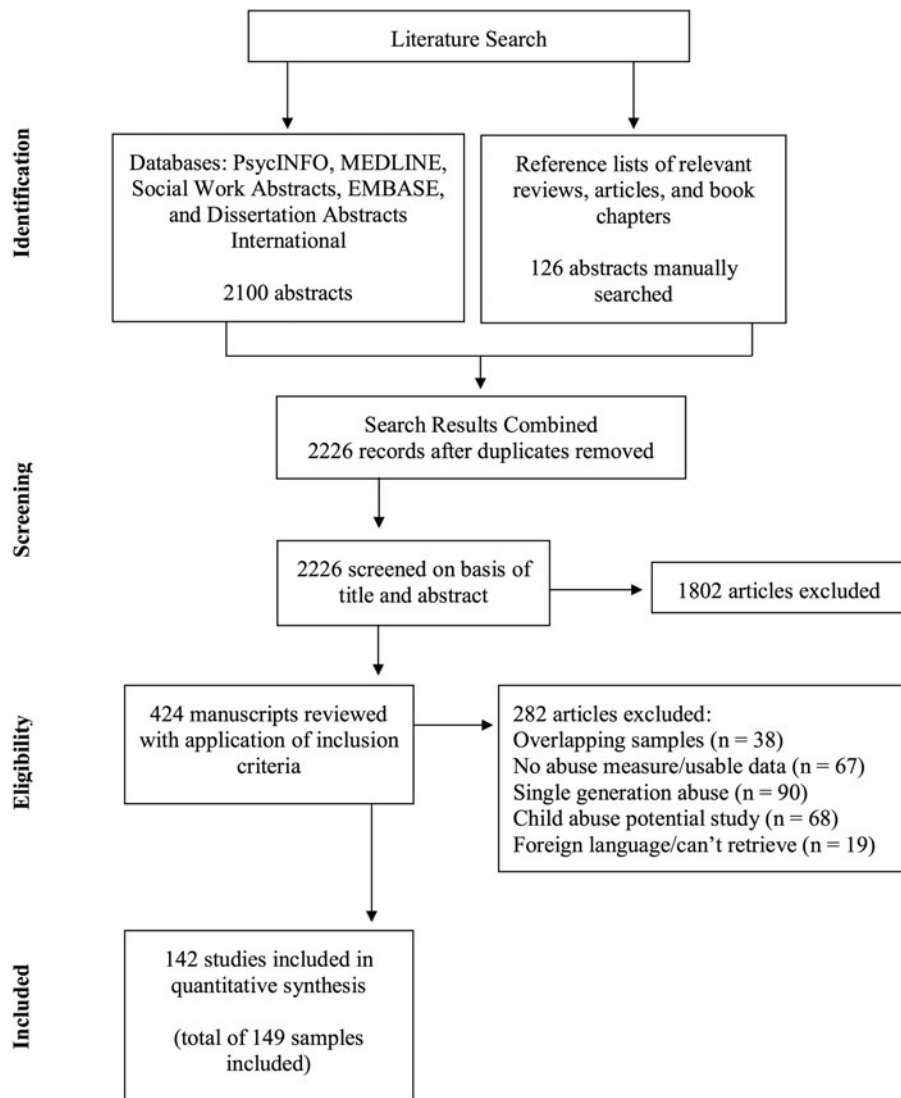 Literature Search
Identification
Databases: PsycINFO, MEDLINE,
Social Work Abstracts, EMBASE,
and Dissertation Abstracts
International
2100 abstracts
Reference lists of relevant
reviews, articles, and book
chapters
126 abstracts manually
searched
Screening
Search Results Combined
2226 records after duplicates removed
2226 screened on basis of
title and abstract
1802 articles excluded
Eligibility
424 manuscripts reviewed
with application of inclusion
criteria
282 articles excluded:
Overlapping samples (n = 38)
No abuse measure/usable data (n = 67)
Single generation abuse (n = 90)
Child abuse potential study (n = 68)
Foreign language/can’t retrieve (n = 19)
Included
142 studies included in
quantitative synthesis
(total of 149 samples
included)